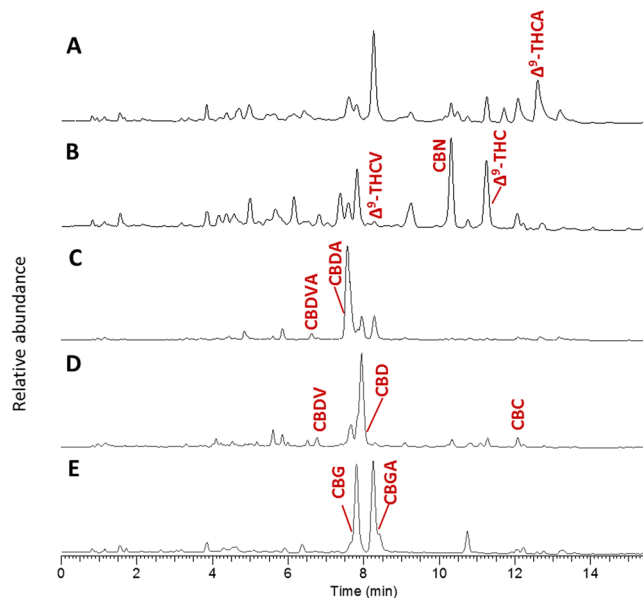 A
Δ⁹-THCA
B
Δ⁹-THCV
CBN
Δ⁹-THC
C
CBDVA
CBDA
D
CBDV
CBD
CBC
E
CBG
CBGA
Relative abundance
0 2 4 6 8 10 12 14
Time (min)